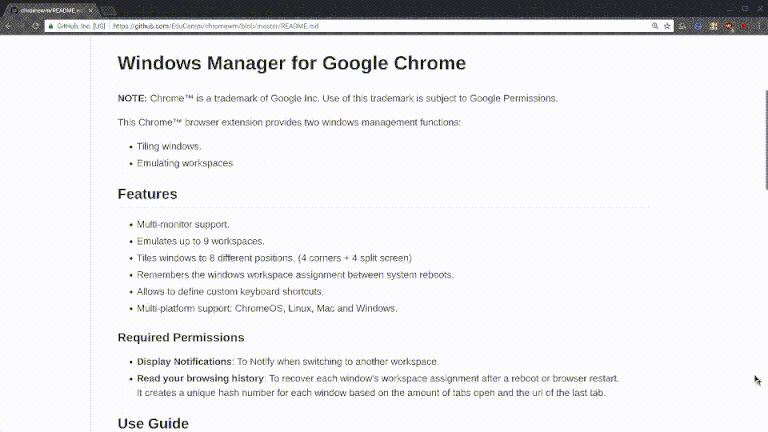 chromewm/README.md
GitHub, Inc. [US] https://github.com/EduCampi/chromewm/blob/master/README.md
Windows Manager for Google Chrome
NOTE: Chrome™ is a trademark of Google Inc. Use of this trademark is subject to Google Permissions.
This Chrome™ browser extension provides two windows management functions:
• Tiling windows.
• Emulating workspaces
Features
• Multi-monitor support.
• Emulates up to 9 workspaces.
• Tiles windows to 8 different positions. (4 corners + 4 split screen)
• Remembers the windows workspace assignment between system reboots.
• Allows to define custom keyboard shortcuts.
• Multi-platform support: ChromeOS, Linux, Mac and Windows.
Required Permissions
• Display Notifications: To Notify when switching to another workspace.
• Read your browsing history: To recover each window's workspace assignment after a reboot or browser restart.
It creates a unique hash number for each window based on the amount of tabs open and the url of the last tab.
Use Guide